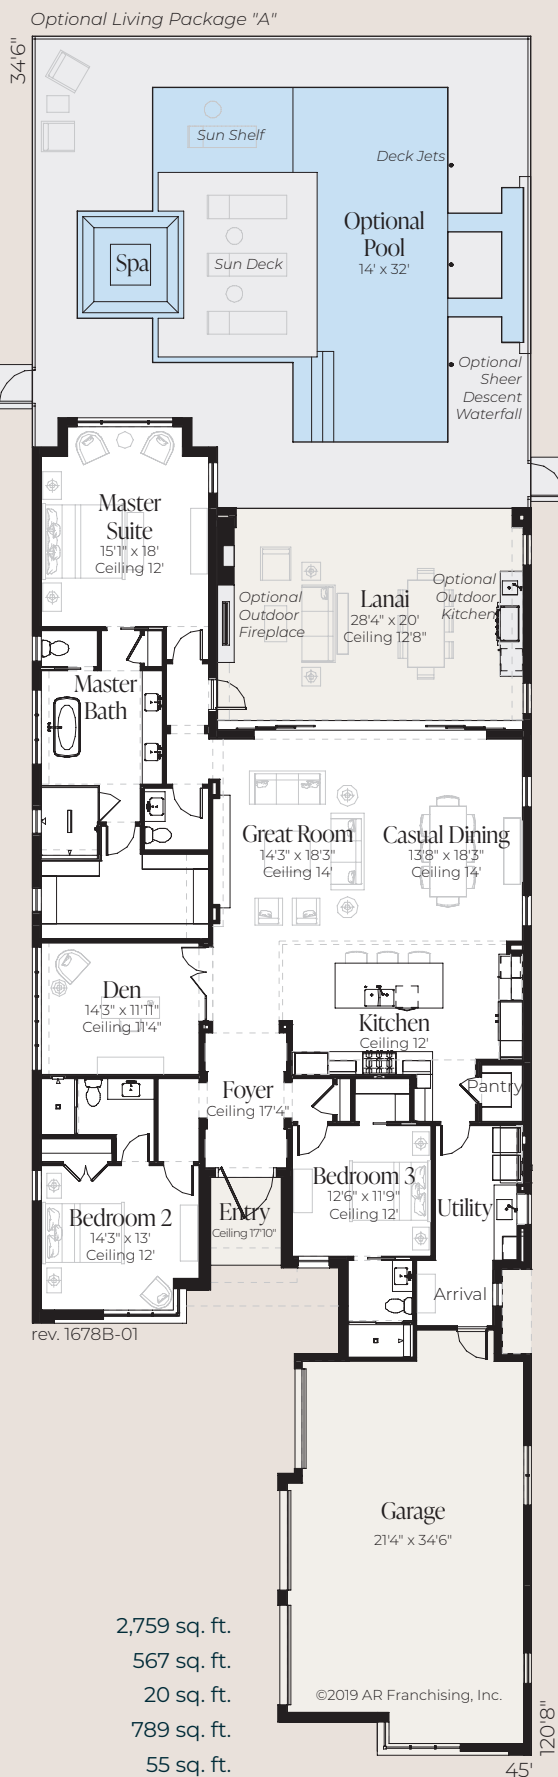 Optional Living Package "A"
34'6"
Sun Shelf
Deck Jets
Optional
Pool
14' x 32'
Spa
Sun Deck
Optional
Sheer
Descent
Waterfall
Master
Suite
15'1" x 18'
Ceiling 12'
Optional
Outdoor
Fireplace
Lanai
28'4" x 20'
Ceiling 12'8"
Optional
Outdoor
Kitchen
Master
Bath
Great Room
14'3" x 18'3"
Ceiling 14'
Casual Dining
13'8" x 18'3"
Ceiling 14'
Den
14'3" x 11'11"
Ceiling 11'4"
Kitchen
Ceiling 12'
Foyer
Ceiling 17'4"
Pantry
Bedroom 3
12'6" x 11'9"
Ceiling 12'
Utility
Entry
Ceiling 17'10"
Bedroom 2
14'3" x 13'
Ceiling 12'
Arrival
rev. 1678B-01
Garage
21'4" x 34'6"
2,759 sq. ft.
567 sq. ft.
20 sq. ft.
789 sq. ft.
55 sq. ft.
©2019 AR Franchising, Inc.
120'8"
45'